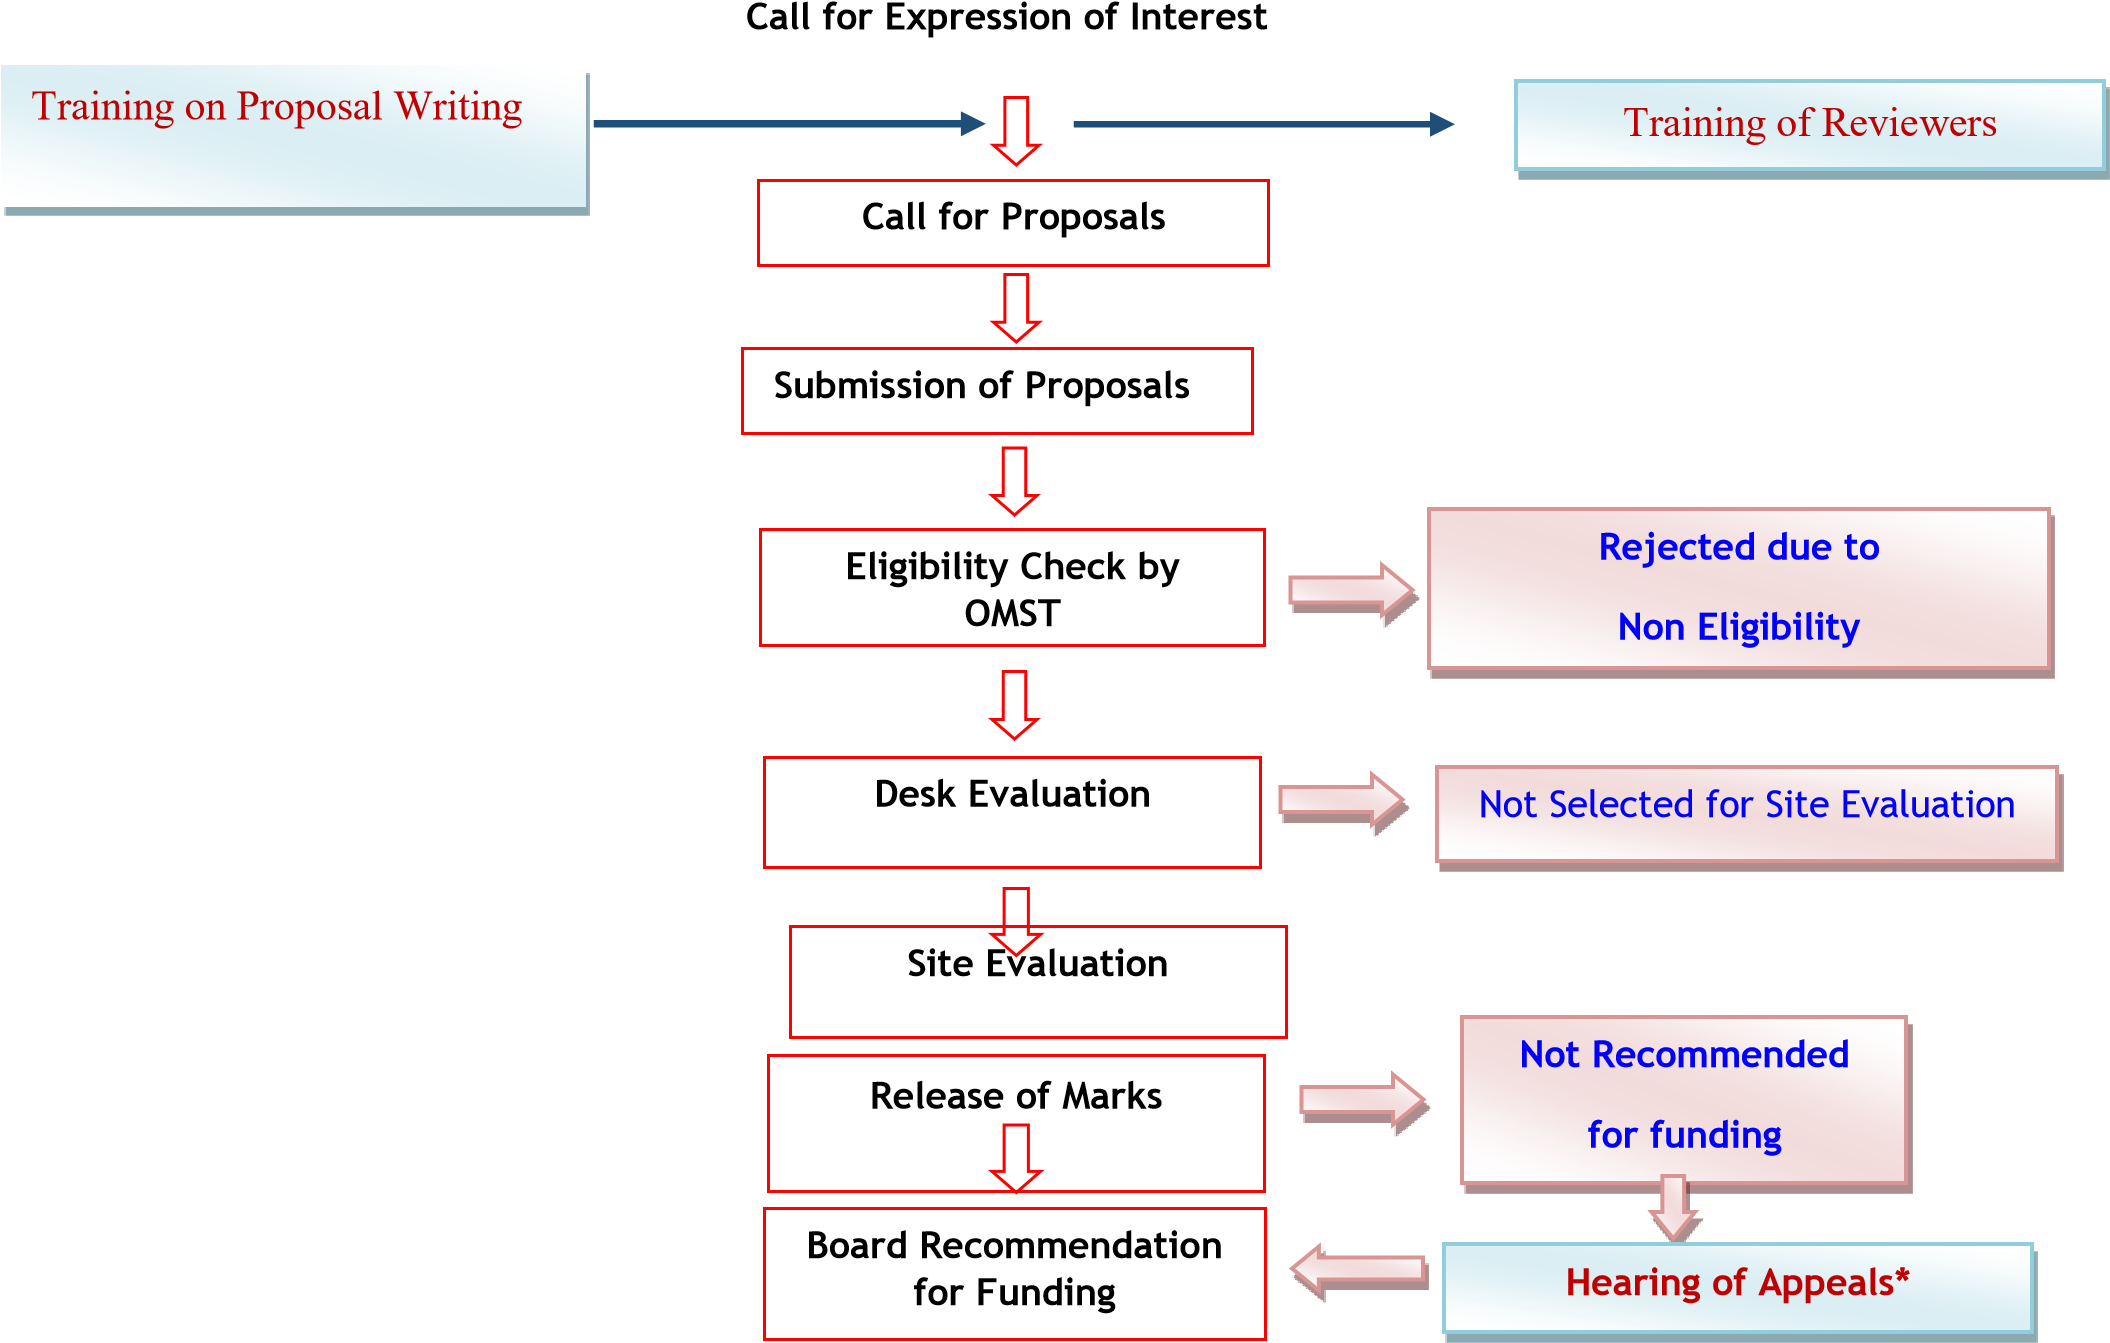 Call for Expression of Interest
Training on Proposal Writing
Training of Reviewers
Call for Proposals
Submission of Proposals
Eligibility Check by
OMST
Rejected due to
Non Eligibility
Desk Evaluation
Not Selected for Site Evaluation
Site Evaluation
Release of Marks
Not Recommended
for funding
Board Recommendation
for Funding
Hearing of Appeals*